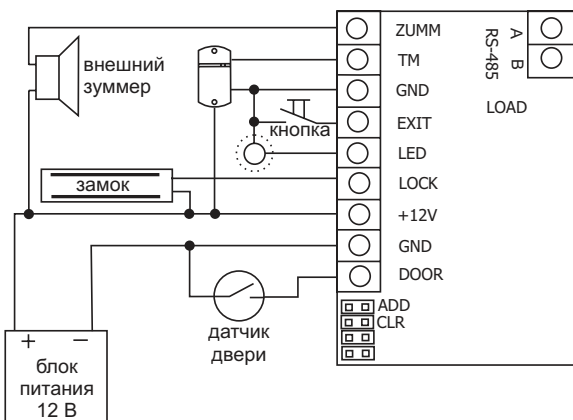 внешний
зуммер
кнопка
замок
датчик
двери
+ −
блок
питания
12 В
ZUMM
TM
GND
EXIT
LED
LOCK
+12V
GND
DOOR
ADD
CLR
A
B
RS-485
LOAD